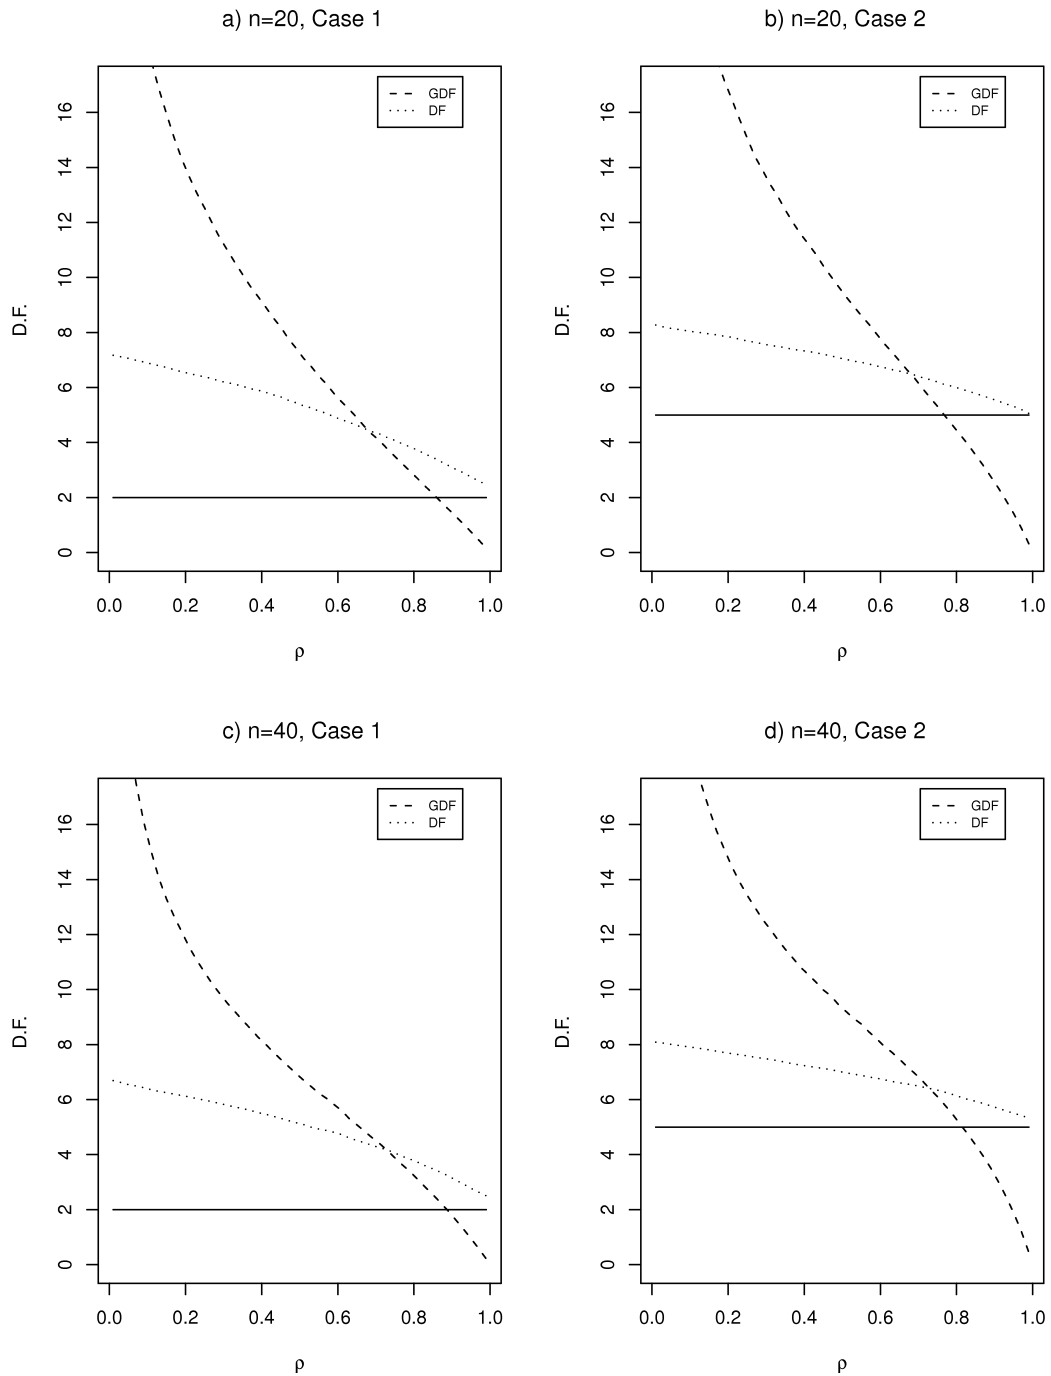 a) n=20, Case 1
GDF
DF
D.F.
0 2 4 6 8 10 12 14 16
0.0 0.2 0.4 0.6 0.8 1.0
ρ
b) n=20, Case 2
GDF
DF
D.F.
0 2 4 6 8 10 12 14 16
0.0 0.2 0.4 0.6 0.8 1.0
ρ
c) n=40, Case 1
GDF
DF
D.F.
0 2 4 6 8 10 12 14 16
0.0 0.2 0.4 0.6 0.8 1.0
ρ
d) n=40, Case 2
GDF
DF
D.F.
0 2 4 6 8 10 12 14 16
0.0 0.2 0.4 0.6 0.8 1.0
ρ